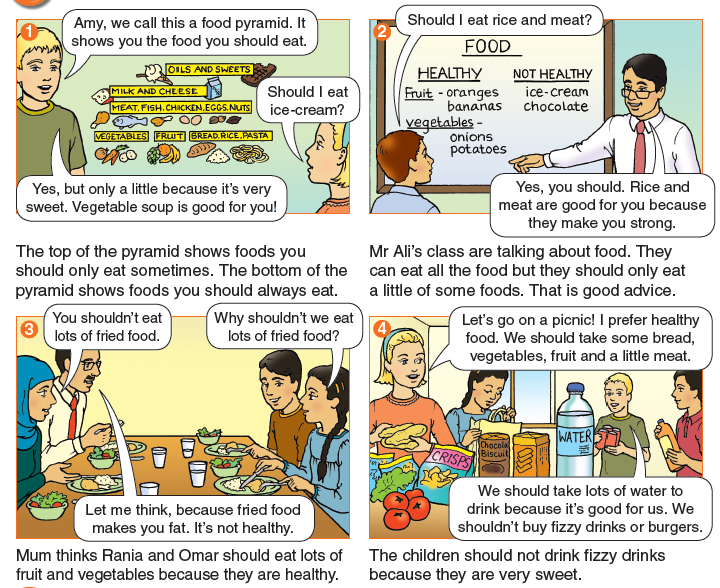 1
Amy, we call this a food pyramid. It
shows you the food you should eat.
OILS AND SWEETS
MILK AND CHEESE
MEAT, FISH, CHICKEN, EGGS, NUTS
VEGETABLES FRUIT BREAD, RICE, PASTA
Should I eat
ice-cream?
Yes, but only a little because it's very
sweet. Vegetable soup is good for you!
The top of the pyramid shows foods you
should only eat sometimes. The bottom of the
pyramid shows foods you should always eat.
2
Should I eat rice and meat?
FOOD
HEALTHY
Fruit - oranges
bananas
vegetables -
onions
potatoes
NOT HEALTHY
ice-cream
chocolate
Yes, you should. Rice and
meat are good for you because
they make you strong.
Mr Ali's class are talking about food. They
can eat all the food but they should only eat
a little of some foods. That is good advice.
3
You shouldn't eat
lots of fried food.
Why shouldn't we eat
lots of fried food?
Let me think, because fried food
makes you fat. It's not healthy.
Mum thinks Rania and Omar should eat lots of
fruit and vegetables because they are healthy.
4
Let's go on a picnic! I prefer healthy
food. We should take some bread,
vegetables, fruit and a little meat.
CRISPS
Chocola
Biscuit
WATER
We should take lots of water to
drink because it's good for us. We
shouldn't buy fizzy drinks or burgers.
The children should not drink fizzy drinks
because they are very sweet.